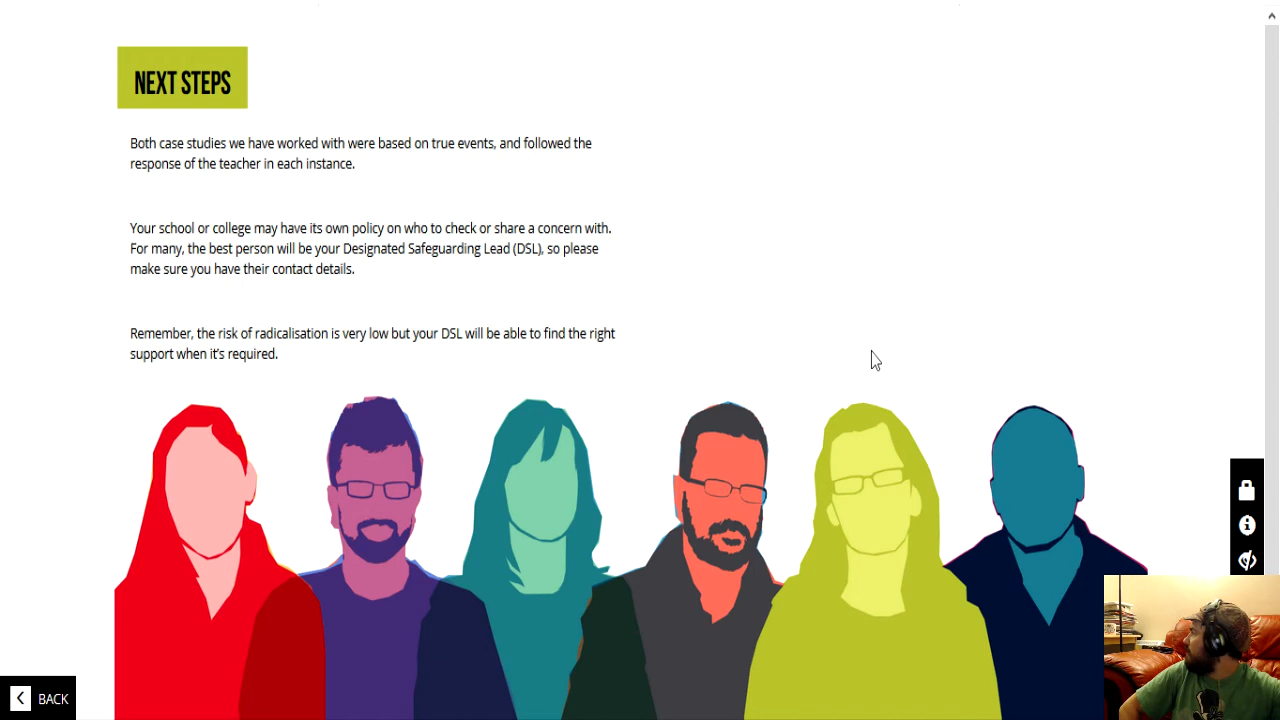 NEXT STEPS
Both case studies we have worked with were based on true events, and followed the
response of the teacher in each instance.
Your school or college may have its own policy on who to check or share a concern with.
For many, the best person will be your Designated Safeguarding Lead (DSL), so please
make sure you have their contact details.
Remember, the risk of radicalisation is very low but your DSL will be able to find the right
support when it’s required.
BACK